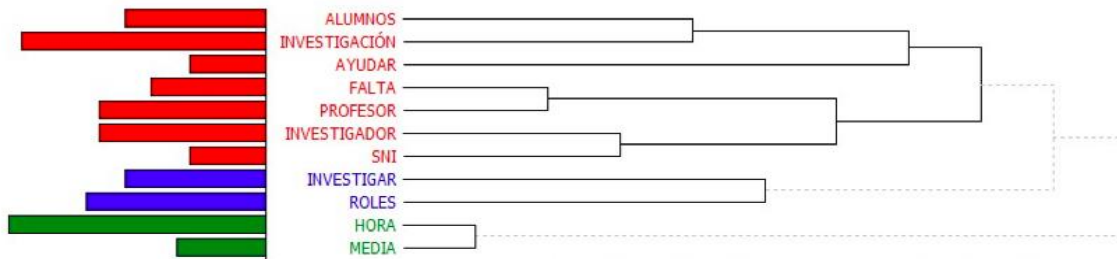 ALUMNOS
INVESTIGACIÓN
AYUDAR
FALTA
PROFESOR
INVESTIGADOR
SNI
INVESTIGAR
ROLES
HORA
MEDIA